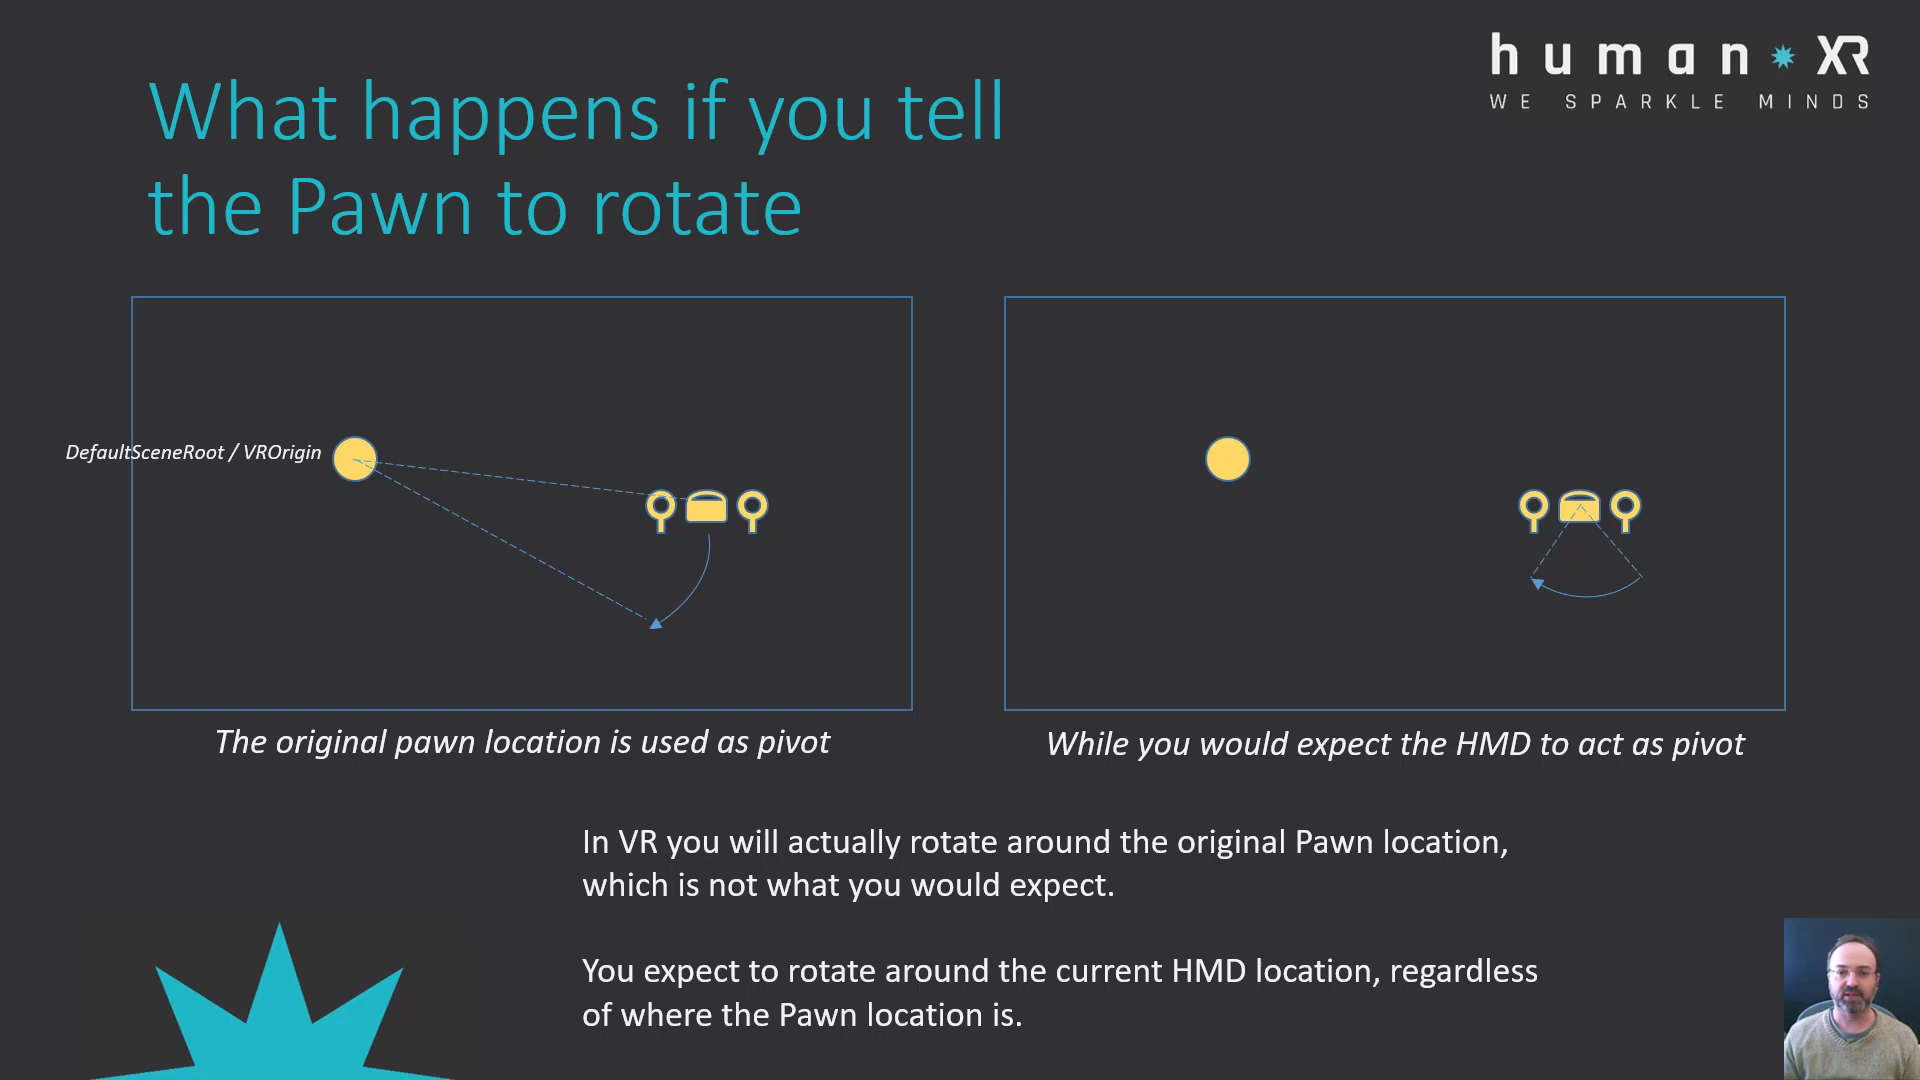 human XR
WE SPARKLE MINDS
What happens if you tell
the Pawn to rotate
DefaultSceneRoot / VROrigin
The original pawn location is used as pivot
While you would expect the HMD to act as pivot
In VR you will actually rotate around the original Pawn location,
which is not what you would expect.
You expect to rotate around the current HMD location, regardless
of where the Pawn location is.